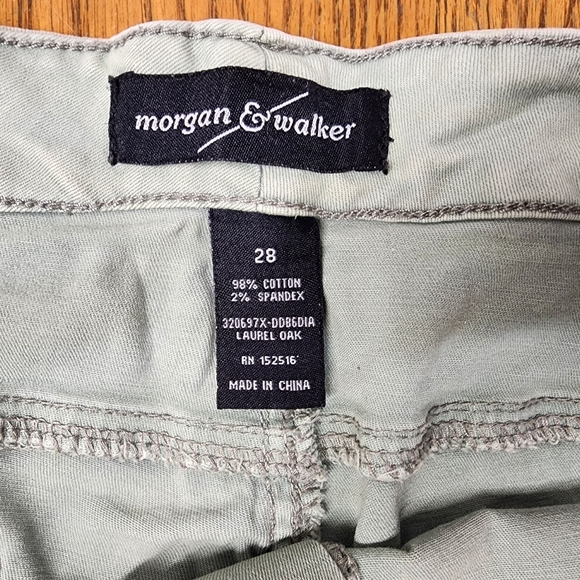 morgan & walker
28
98% COTTON
2% SPANDEX
320697X-DDB6DIA
LAUREL OAK
RN 152516
MADE IN CHINA